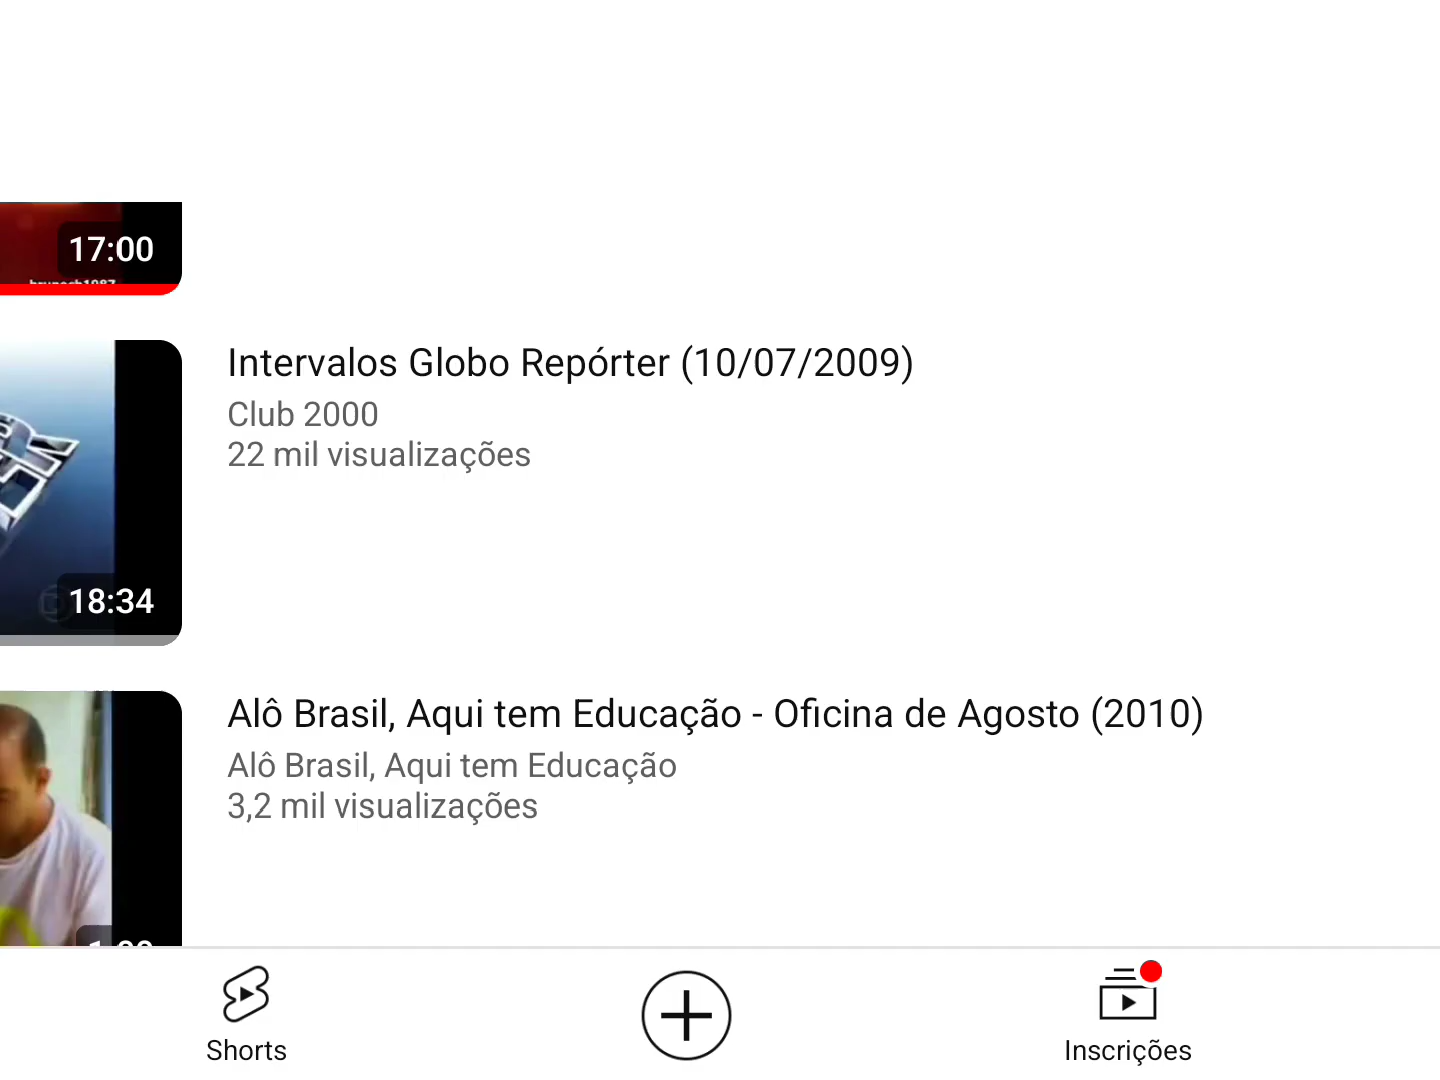 17:00
Intervalos Globo Repórter (10/07/2009)
Club 2000
22 mil visualizações
18:34
Alô Brasil, Aqui tem Educação - Oficina de Agosto (2010)
Alô Brasil, Aqui tem Educação
3,2 mil visualizações
Shorts
Inscrições